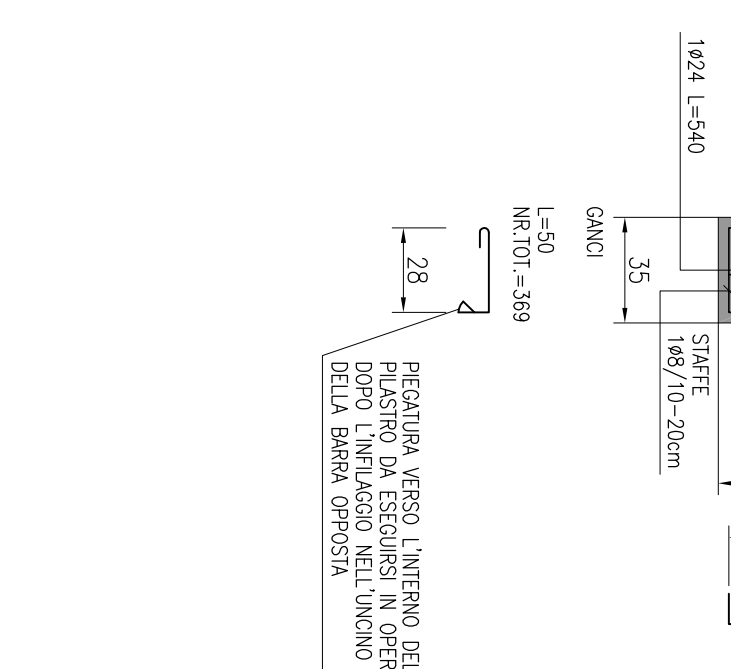 1ø24 L=540
GANCI
L=50
NR.TOT.=369
35
28
STAFFE
1ø8/10-20cm
PIEGATURA VERSO L'INTERNO DEL
PILASTRO DA ESEGUIRSI IN OPER
DOPO L'INFILAGGIO NELL'UNCINO
DELLA BARRA OPPOSTA